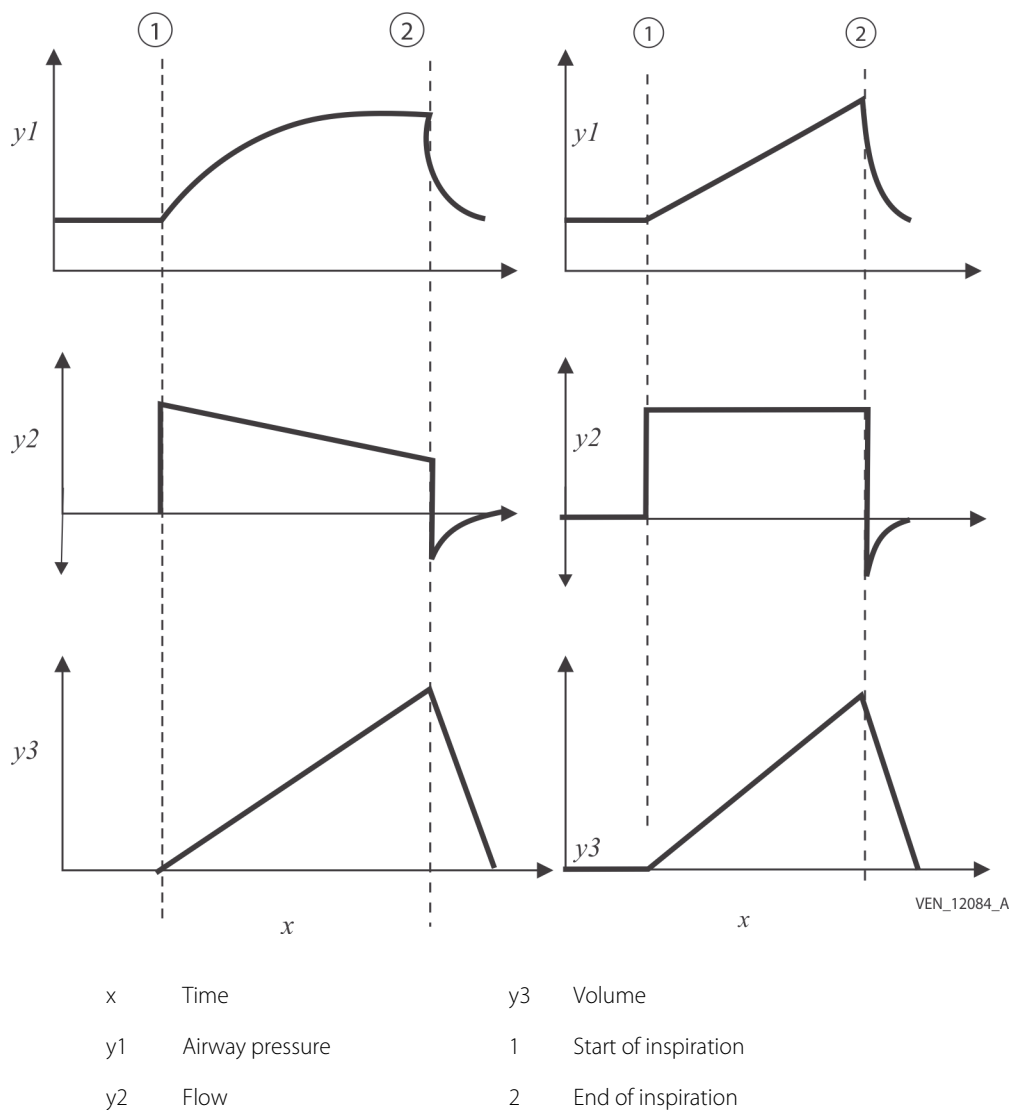 1 2 1 2
y1 y1
y2 y2
y3 y3
x x
VEN_12084_A
x Time y3 Volume
y1 Airway pressure 1 Start of inspiration
y2 Flow 2 End of inspiration